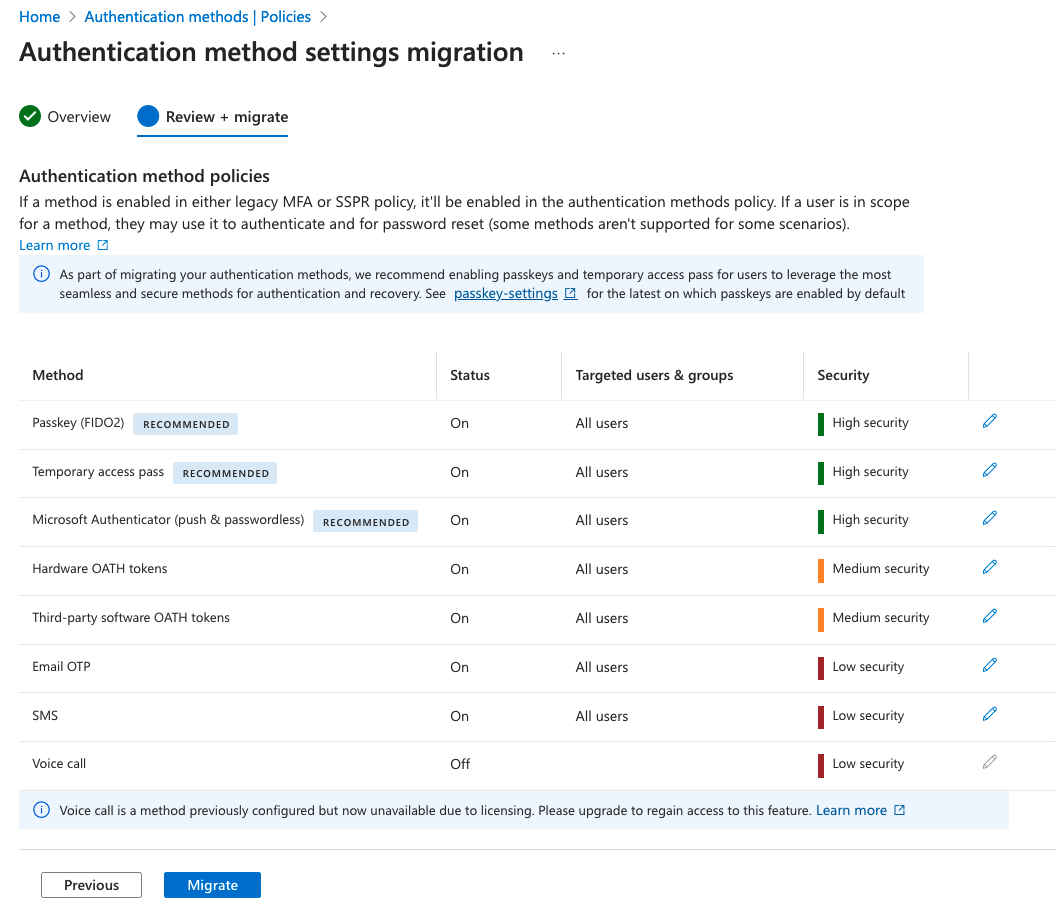 Home > Authentication methods | Policies >
Authentication method settings migration ...
Overview Review + migrate
Authentication method policies
If a method is enabled in either legacy MFA or SSPR policy, it'll be enabled in the authentication methods policy. If a user is in scope
for a method, they may use it to authenticate and for password reset (some methods aren't supported for some scenarios).
Learn more
As part of migrating your authentication methods, we recommend enabling passkeys and temporary access pass for users to leverage the most
seamless and secure methods for authentication and recovery. See passkey-settings for the latest on which passkeys are enabled by default
Method Status Targeted users & groups Security
Passkey (FIDO2) RECOMMENDED On All users High security
Temporary access pass RECOMMENDED On All users High security
Microsoft Authenticator (push & passwordless) RECOMMENDED On All users High security
Hardware OATH tokens On All users Medium security
Third-party software OATH tokens On All users Medium security
Email OTP On All users Low security
SMS On All users Low security
Voice call Off Low security
Voice call is a method previously configured but now unavailable due to licensing. Please upgrade to regain access to this feature. Learn more
Previous Migrate